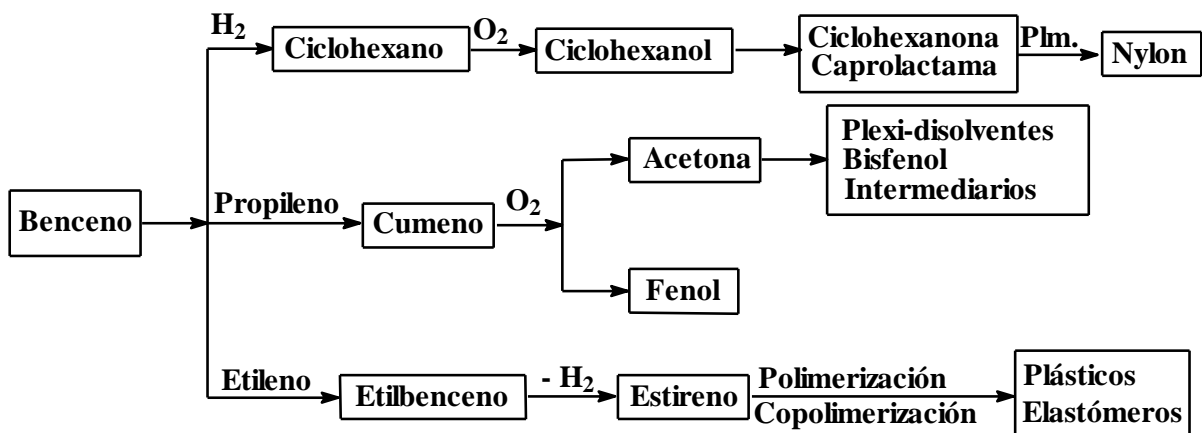 H2
Ciclohexano
O2
Ciclohexanol
Ciclohexanona
Caprolactama
Plm.
Nylon
Benceno
Propileno
Cumeno
O2
Acetona
Plexi-disolventes
Bisfenol
Intermediarios
Fenol
Etileno
Etilbenceno
- H2
Estireno
Polimerización
Copolimerización
Plásticos
Elastómeros